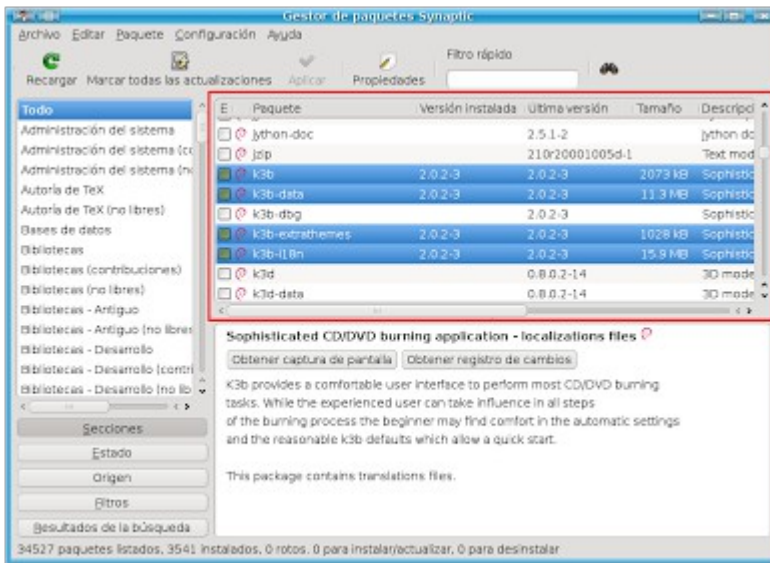 Gestor de paquetes Synaptic
Archivo Editar Paquete Configuración Ayuda
Recargar Marcar todas las actualizaciones Aplicar Propiedades Filtro rápido
Todo
Administración del sistema
Administración del sistema (co
Administración del sistema (no
Autoría de TeX
Autoría de TeX (no libres)
Bases de datos
Bibliotecas
Bibliotecas (contribuciones)
Bibliotecas (no libres)
Bibliotecas - Antiguo
Bibliotecas - Antiguo (no libres
Bibliotecas - Desarrollo
Bibliotecas - Desarrollo (contri
Bibliotecas - Desarrollo (no lib
Secciones
Estado
Origen
Filtros
Resultados de la búsqueda
E Paquete Versión instalada Última versión Tamaño Descripci
jython-doc 2.5.1-2 jython do
jzip 210r20001005d-1 Text mod
k3b 2.0.2-3 2.0.2-3 2073 kB Sophistic
k3b-data 2.0.2-3 2.0.2-3 11.3 MB Sophistic
k3b-dbg 2.0.2-3 Sophistic
k3b-extrathemes 2.0.2-3 2.0.2-3 1028 kB Sophistic
k3b-i18n 2.0.2-3 2.0.2-3 15.9 MB Sophistic
k3d 0.8.0.2-14 3D mode
k3d-data 0.8.0.2-14 3D mode
Sophisticated CD/DVD burning application - localizations files
Obtener captura de pantalla Obtener registro de cambios
K3b provides a comfortable user interface to perform most CD/DVD burning
tasks. While the experienced user can take influence in all steps
of the burning process the beginner may find comfort in the automatic settings
and the reasonable k3b defaults which allow a quick start.
This package contains translations files.
34527 paquetes listados, 3541 instalados, 0 rotos. 0 para instalar/actualizar, 0 para desinstalar